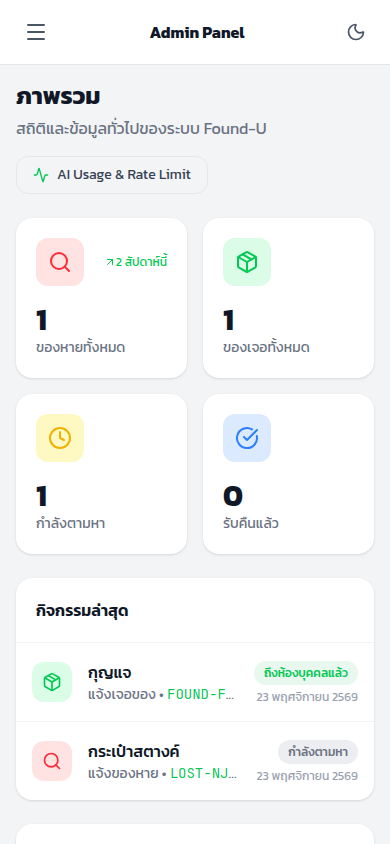 Admin Panel
ภาพรวม
สถิติและข้อมูลทั่วไปของระบบ Found-U
AI Usage & Rate Limit
2 สัปดาห์นี้
1
ของหายทั้งหมด
1
ของเจอทั้งหมด
1
กำลังตามหา
0
รับคืนแล้ว
กิจกรรมล่าสุด
กุญแจ
ถึงห้องบุคคลแล้ว
แจ้งเจอของ • FOUND-F...
23 พฤศจิกายน 2569
กระเป๋าสตางค์
กำลังตามหา
แจ้งของหาย • LOST-NJ...
23 พฤศจิกายน 2569